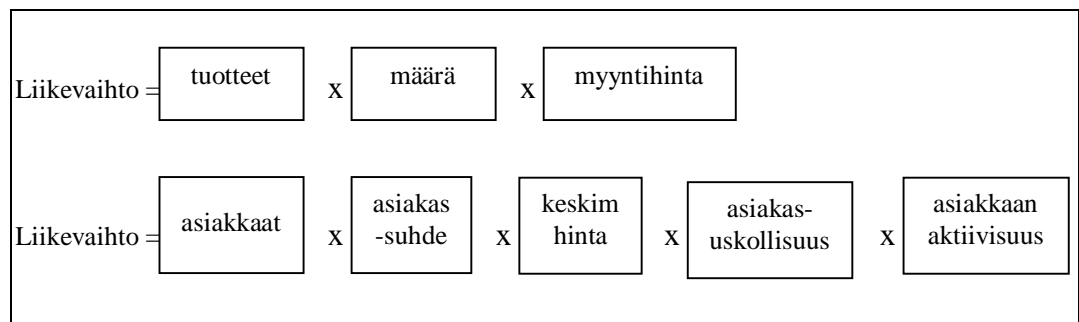 Liikevaihto = tuotteet x määrä x myyntihinta
Liikevaihto = asiakkaat x asiakas
-suhde x keskim
hinta x asiakas-
uskollisuus x asiakkaan
aktiivisuus